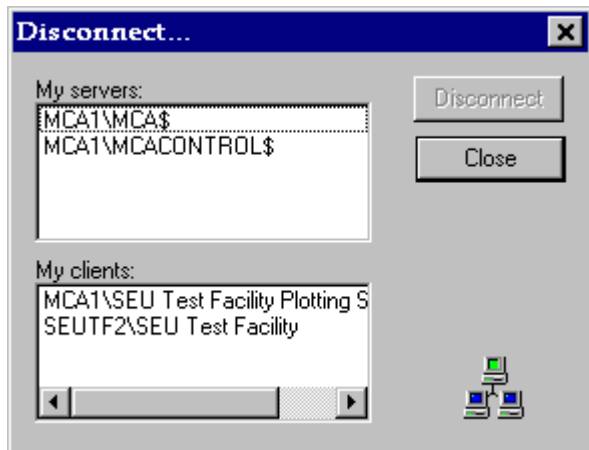 Disconnect...
My servers:
MCA1\MCA$
MCA1\MCACONTROL$
Disconnect
Close
My clients:
MCA1\SEU Test Facility Plotting S
SEUTF2\SEU Test Facility